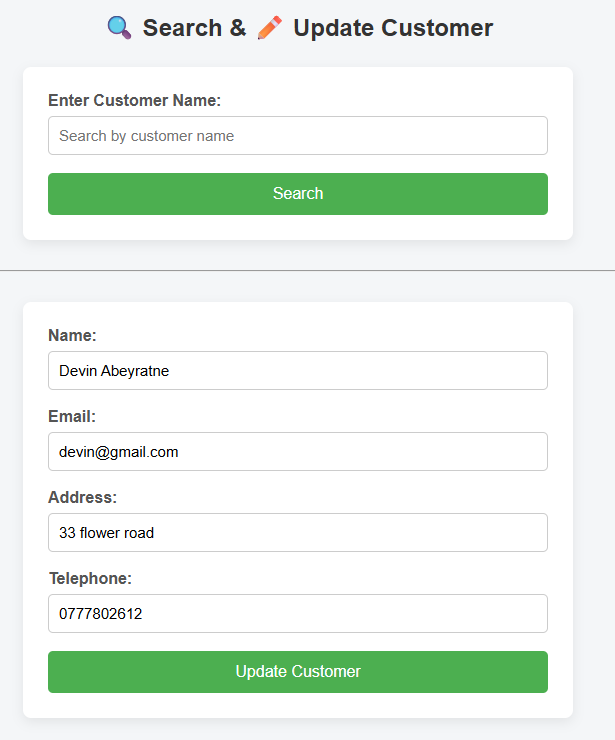 🔍 Search & ✏️ Update Customer
Enter Customer Name:
Search by customer name
Search
Name:
Devin Abeyratne
Email:
devin@gmail.com
Address:
33 flower road
Telephone:
0777802612
Update Customer